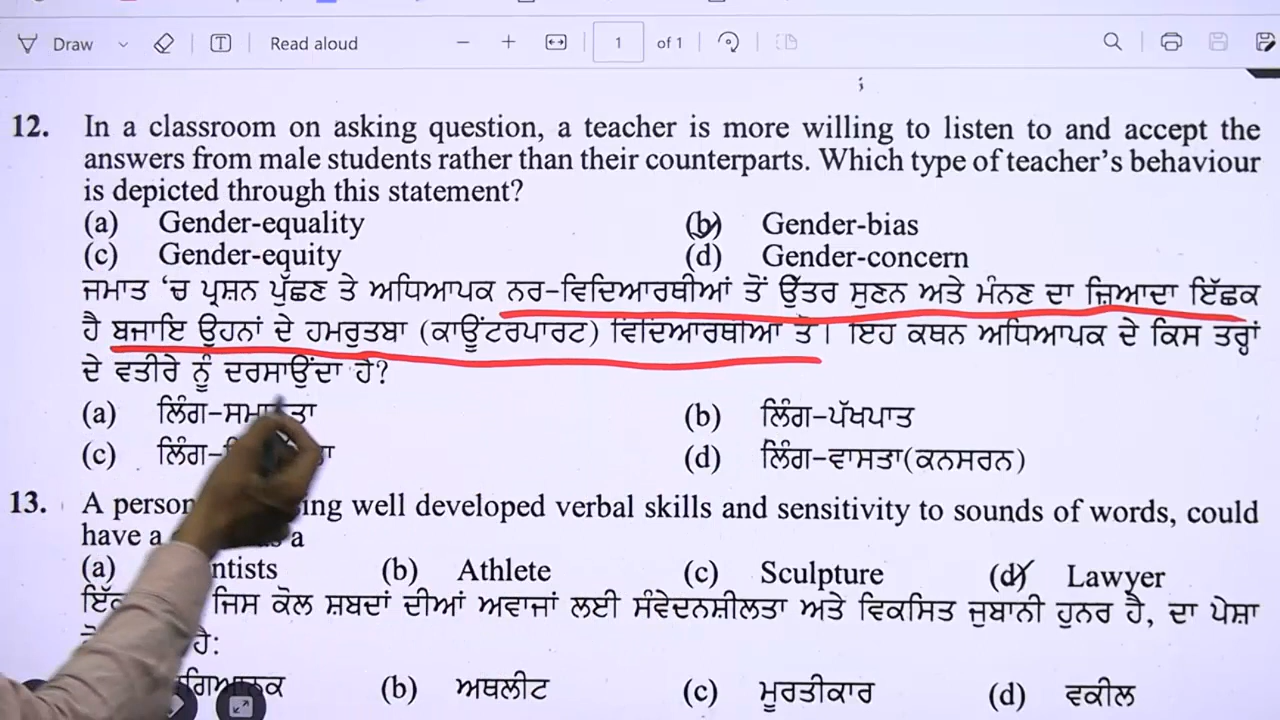 Draw
Read aloud
1 of 1
12. In a classroom on asking question, a teacher is more willing to listen to and accept the
answers from male students rather than their counterparts. Which type of teacher's behaviour
is depicted through this statement?
(a) Gender-equality (b) Gender-bias
(c) Gender-equity (d) Gender-concern
ਜਮਾਤ 'ਚ ਪ੍ਰਸ਼ਨ ਪੁੱਛਣ ਤੇ ਅਧਿਆਪਕ ਨਰ-ਵਿਦਿਆਰਥੀਆਂ ਤੋਂ ਉੱਤਰ ਸੁਣਨ ਅਤੇ ਮੰਨਣ ਦਾ ਜ਼ਿਆਦਾ ਇੱਛਕ
ਹੈ ਬਜਾਇ ਉਹਨਾਂ ਦੇ ਹਮਰੁਤਬਾ (ਕਾਊਂਟਰਪਾਰਟ) ਵਿਦਿਆਰਥੀਆਂ ਤੋਂ। ਇਹ ਕਥਨ ਅਧਿਆਪਕ ਦੇ ਕਿਸ ਤਰ੍ਹਾਂ
ਦੇ ਵਤੀਰੇ ਨੂੰ ਦਰਸਾਉਂਦਾ ਹੈ?
(a) ਲਿੰਗ- (b) ਲਿੰਗ-ਪੱਖਪਾਤ
(c) ਲਿੰਗ- (d) ਲਿੰਗ-ਵਾਸਤਾ(ਕਨਸਰਨ)
13. A person well developed verbal skills and sensitivity to sounds of words, could
have a a
(a) (b) Athlete (c) Sculpture (d) Lawyer
ਜਿਸ ਕੋਲ ਸ਼ਬਦਾਂ ਦੀਆਂ ਅਵਾਜਾਂ ਲਈ ਸੰਵੇਦਨਸ਼ੀਲਤਾ ਅਤੇ ਵਿਕਸਿਤ ਜੁਬਾਨੀ ਹੁਨਰ ਹੈ, ਦਾ ਪੇਸ਼ਾ
ਹੈ:
(b) ਅਥਲੀਟ (c) ਮੂਰਤੀਕਾਰ (d) ਵਕੀਲ